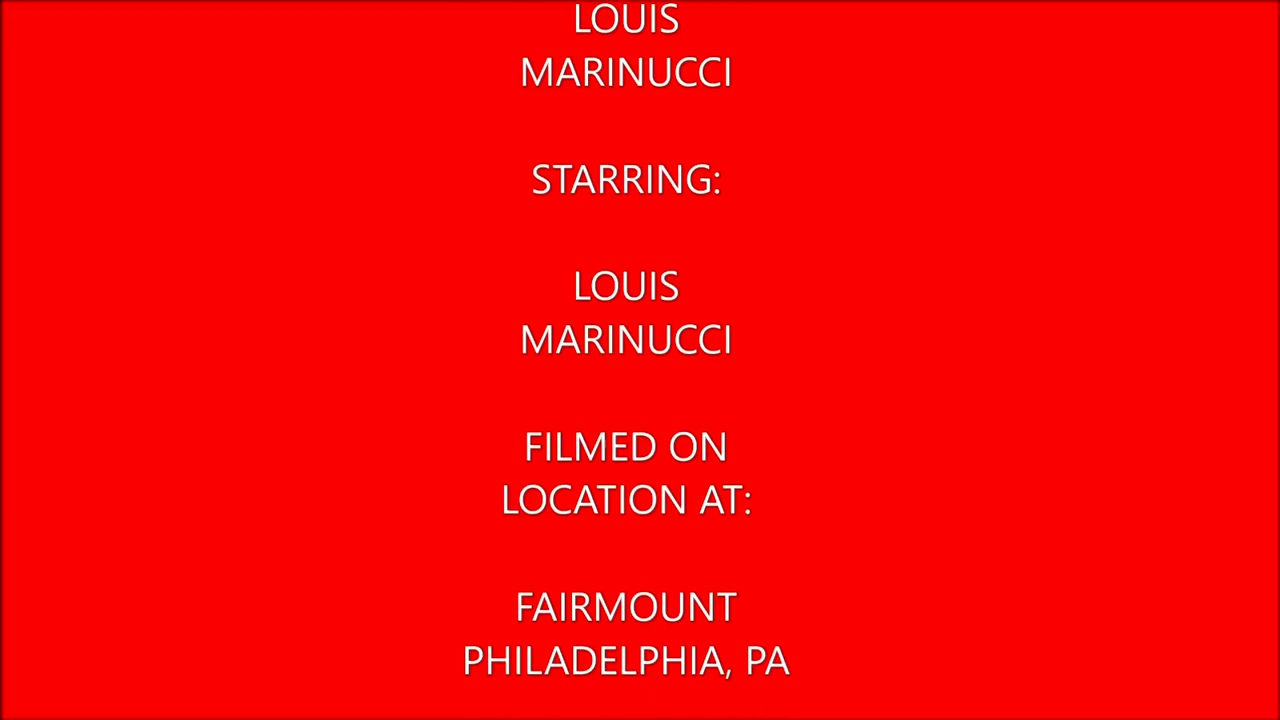 LOUIS
MARINUCCI
STARRING:
LOUIS
MARINUCCI
FILMED ON
LOCATION AT:
FAIRMOUNT
PHILADELPHIA, PA